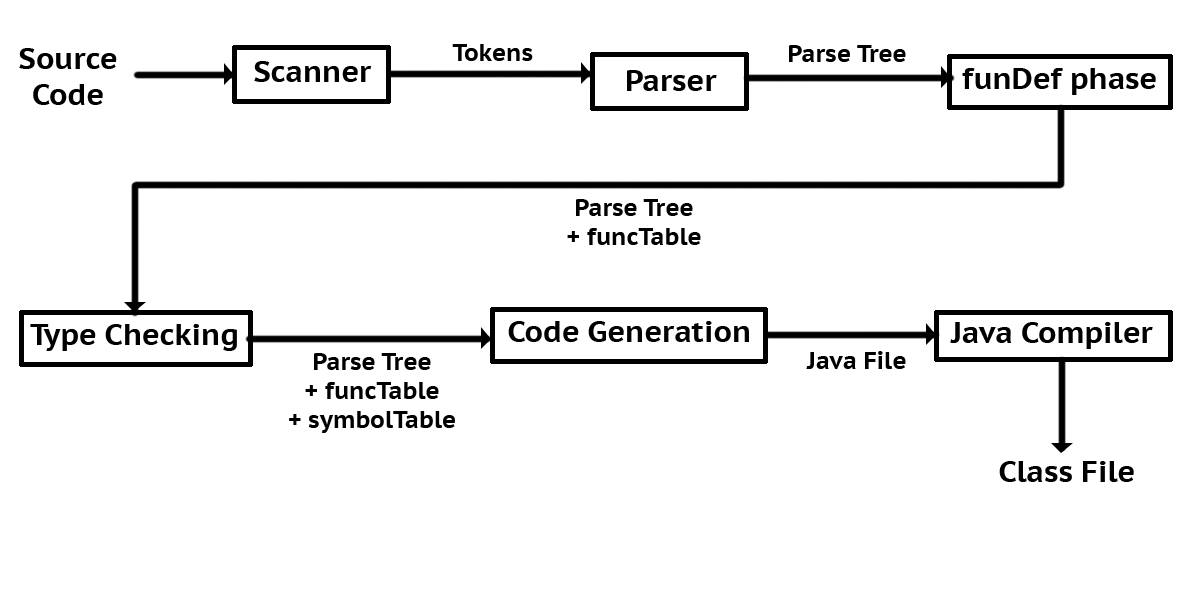 Source
Code
Scanner
Tokens
Parser
Parse Tree
funDef phase
Parse Tree
+ funcTable
Type Checking
Parse Tree
+ funcTable
+ symbolTable
Code Generation
Java File
Java Compiler
Class File